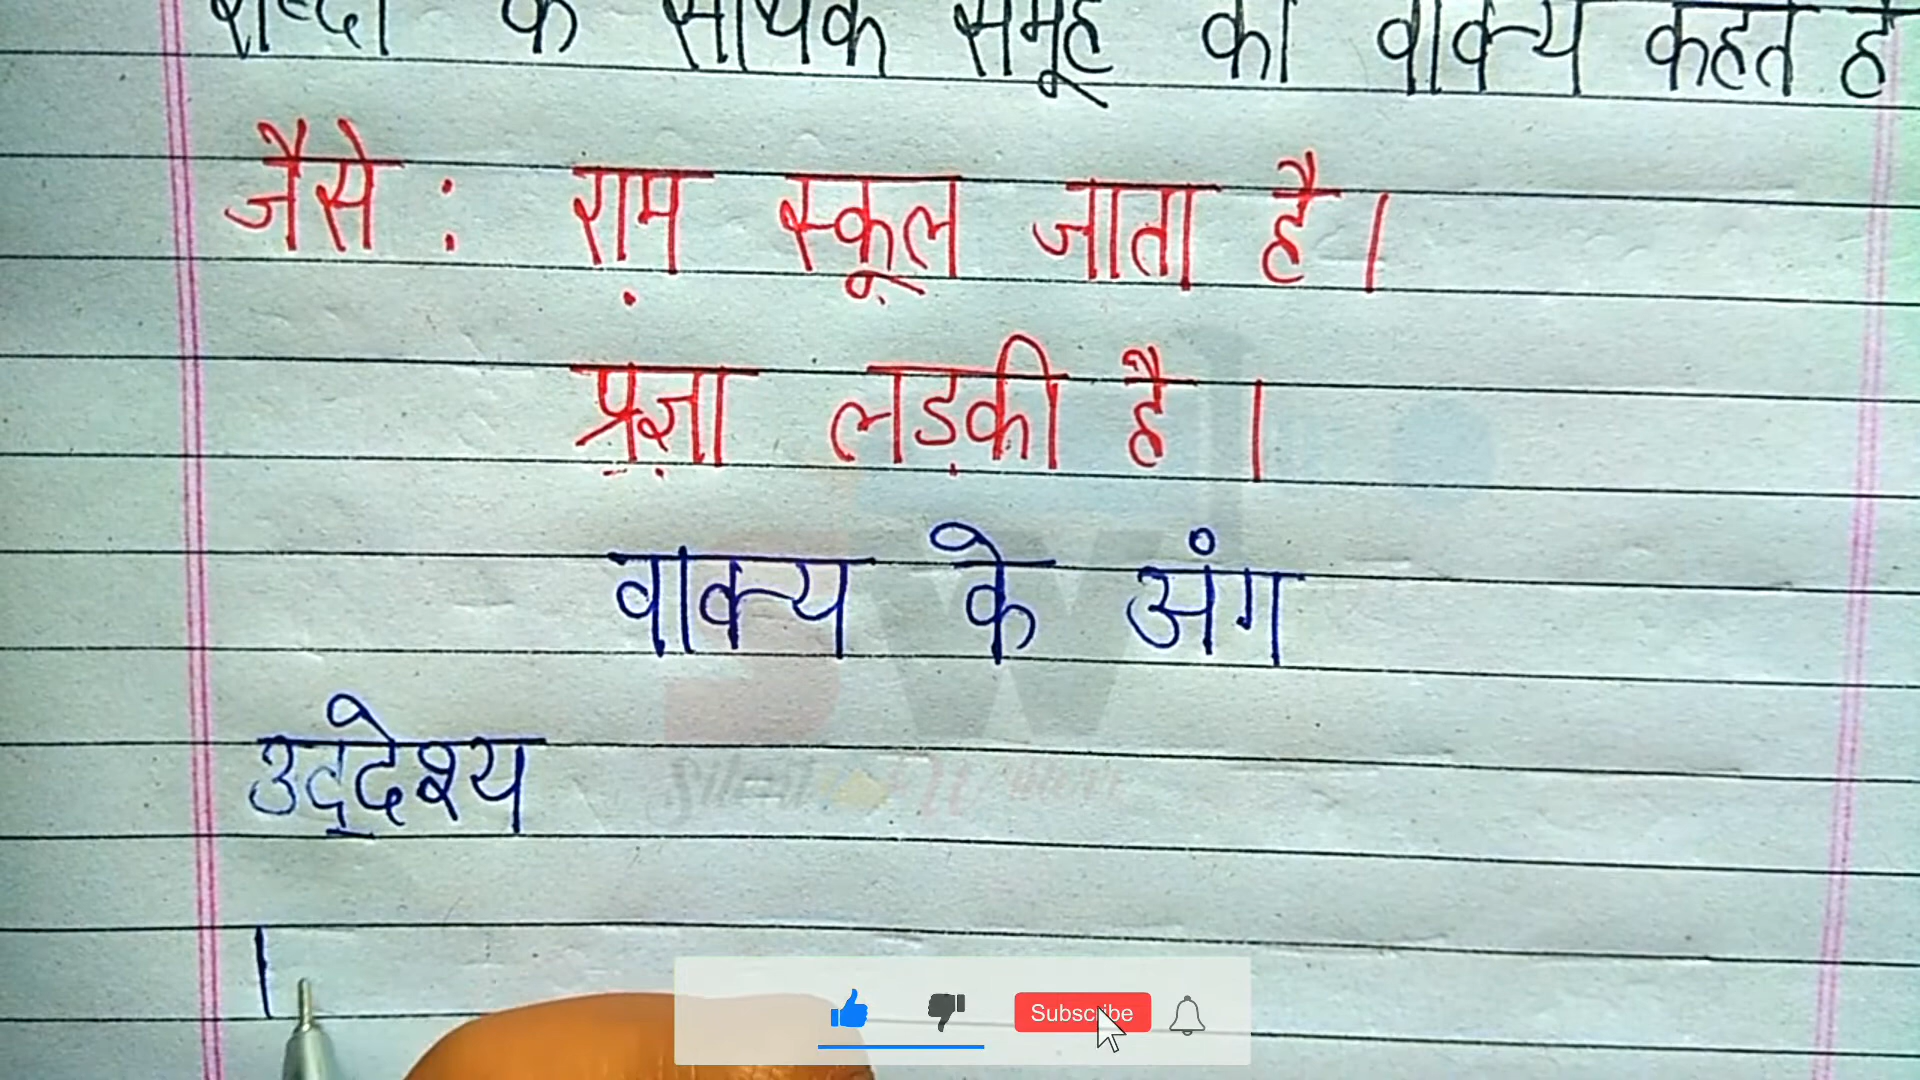 शब्दों के सार्थक समूह को वाक्य कहते हैं
जैसे : राम स्कूल जाता है।
प्रज्ञा लड़की है।
वाक्य के अंग
उद्देश्य
Subscribe